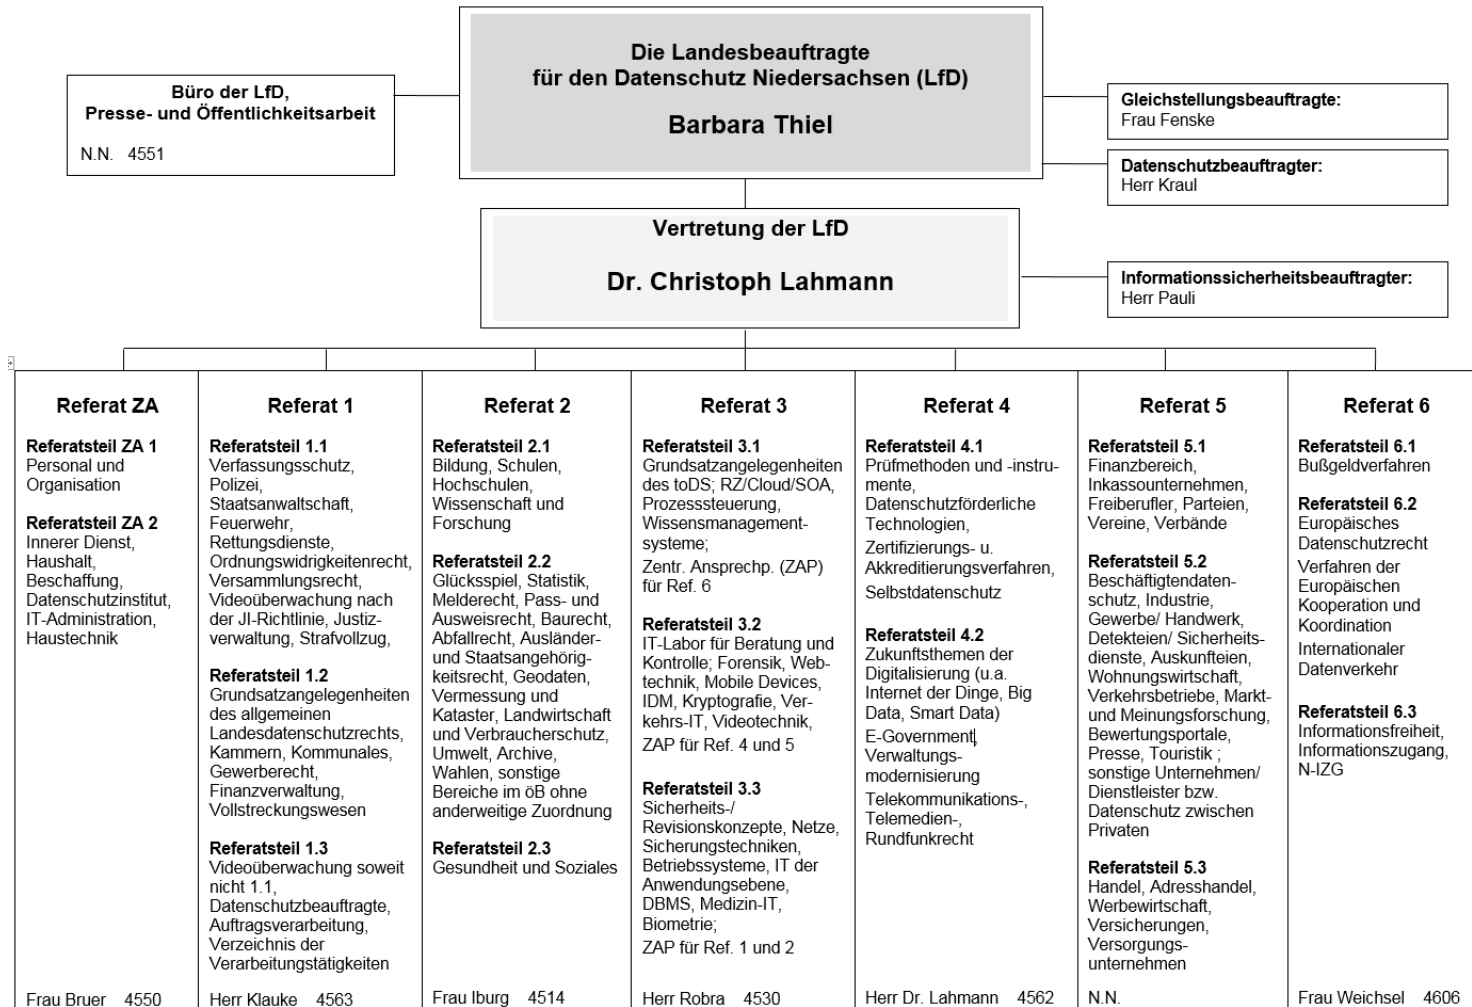 Die Landesbeauftragte
für den Datenschutz Niedersachsen (LfD)
Barbara Thiel
Büro der LfD,
Presse- und Öffentlichkeitsarbeit
N.N. 4551
Gleichstellungsbeauftragte:
Frau Fenske
Datenschutzbeauftragter:
Herr Kraul
Vertretung der LfD
Dr. Christoph Lahmann
Informationssicherheitsbeauftragter:
Herr Pauli
Referat ZA
Referatsteil ZA 1
Personal und
Organisation
Referatsteil ZA 2
Innerer Dienst,
Haushalt,
Beschaffung,
Datenschutzinstitut,
IT-Administration,
Haustechnik
Frau Bruer 4550
Referat 1
Referatsteil 1.1
Verfassungsschutz,
Polizei,
Staatsanwaltschaft,
Feuerwehr,
Rettungsdienste,
Ordnungswidrigkeitenrecht,
Versammlungsrecht,
Videoüberwachung nach
der JI-Richtlinie, Justiz-
verwaltung, Strafvollzug,
Referatsteil 1.2
Grundsatzangelegenheiten
des allgemeinen
Landesdatenschutzrechts,
Kammern, Kommunales,
Gewerberecht,
Finanzverwaltung,
Vollstreckungswesen
Referatsteil 1.3
Videoüberwachung soweit
nicht 1.1,
Datenschutzbeauftragte,
Auftragsverarbeitung,
Verzeichnis der
Verarbeitungstätigkeiten
Herr Klauke 4563
Referat 2
Referatsteil 2.1
Bildung, Schulen,
Hochschulen,
Wissenschaft und
Forschung
Referatsteil 2.2
Glücksspiel, Statistik,
Melderecht, Pass- und
Ausweisrecht, Baurecht,
Abfallrecht, Ausländer-
und Staatsangehörig-
keitsrecht, Geodaten,
Vermessung und
Kataster, Landwirtschaft
und Verbraucherschutz,
Umwelt, Archive,
Wahlen, sonstige
Bereiche im öB ohne
anderweitige Zuordnung
Referatsteil 2.3
Gesundheit und Soziales
Frau Iburg 4514
Referat 3
Referatsteil 3.1
Grundsatzangelegenheiten
des toDS; RZ/Cloud/SOA,
Prozesssteuerung,
Wissensmanagement-
systeme;
Zentr. Ansprechp. (ZAP)
für Ref. 6
Referatsteil 3.2
IT-Labor für Beratung und
Kontrolle; Forensik, Web-
technik, Mobile Devices,
IDM, Kryptografie, Ver-
kehrs-IT, Videotechnik,
ZAP für Ref. 4 und 5
Referatsteil 3.3
Sicherheits-/
Revisionskonzepte, Netze,
Sicherungstechniken,
Betriebssysteme, IT der
Anwendungsebene,
DBMS, Medizin-IT,
Biometrie;
ZAP für Ref. 1 und 2
Herr Robra 4530
Referat 4
Referatsteil 4.1
Prüfmethoden und -instru-
mente,
Datenschutzförderliche
Technologien,
Zertifizierungs- u.
Akkreditierungsverfahren,
Selbstdatenschutz
Referatsteil 4.2
Zukunftsthemen der
Digitalisierung (u.a.
Internet der Dinge, Big
Data, Smart Data)
E-Government,
Verwaltungs-
modernisierung
Telekommunikations-,
Telemedien-,
Rundfunkrecht
Herr Dr. Lahmann 4562
Referat 5
Referatsteil 5.1
Finanzbereich,
Inkassounternehmen,
Freiberufler, Parteien,
Vereine, Verbände
Referatsteil 5.2
Beschäftigtendaten-
schutz, Industrie,
Gewerbe/ Handwerk,
Detekteien/ Sicherheits-
dienste, Auskunfteien,
Wohnungswirtschaft,
Verkehrsbetriebe, Markt-
und Meinungsforschung,
Bewertungsportale,
Presse, Touristik ;
sonstige Unternehmen/
Dienstleister bzw.
Datenschutz zwischen
Privaten
Referatsteil 5.3
Handel, Adresshandel,
Werbewirtschaft,
Versicherungen,
Versorgungs-
unternehmen
N.N.
Referat 6
Referatsteil 6.1
Bußgeldverfahren
Referatsteil 6.2
Europäisches
Datenschutzrecht
Verfahren der
Europäischen
Kooperation und
Koordination
Internationaler
Datenverkehr
Referatsteil 6.3
Informationsfreiheit,
Informationszugang,
N-IZG
Frau Weichsel 4606